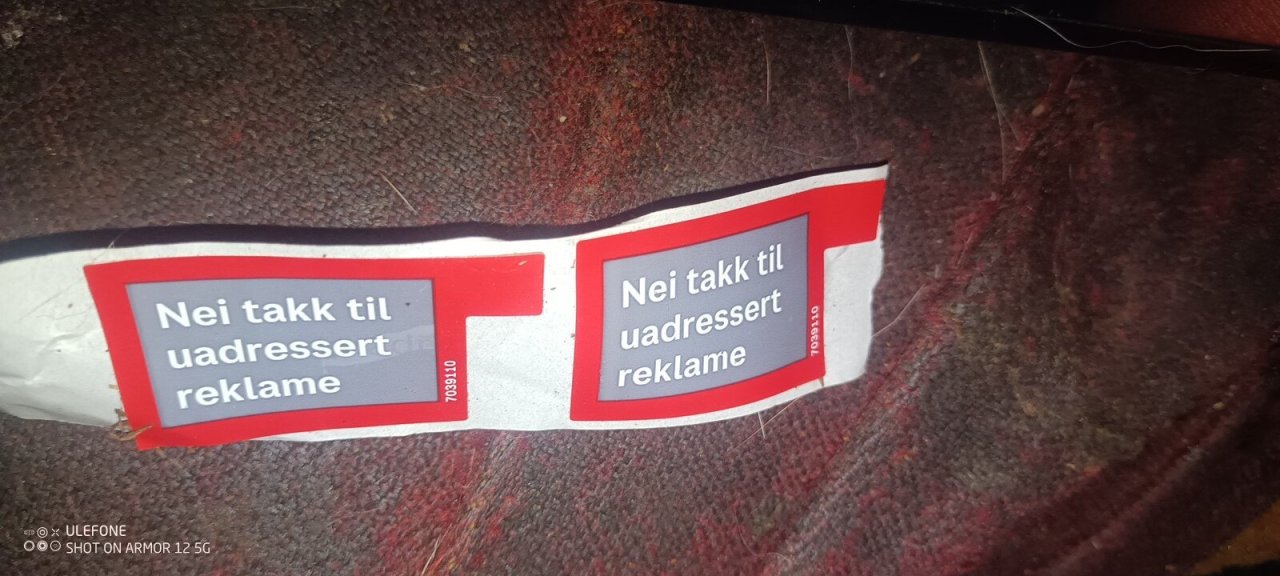 Nei takk til
uadressert
reklame
7039110
Nei takk til
uadressert
reklame
7039110
ULEFONE
SHOT ON ARMOR 12 5G